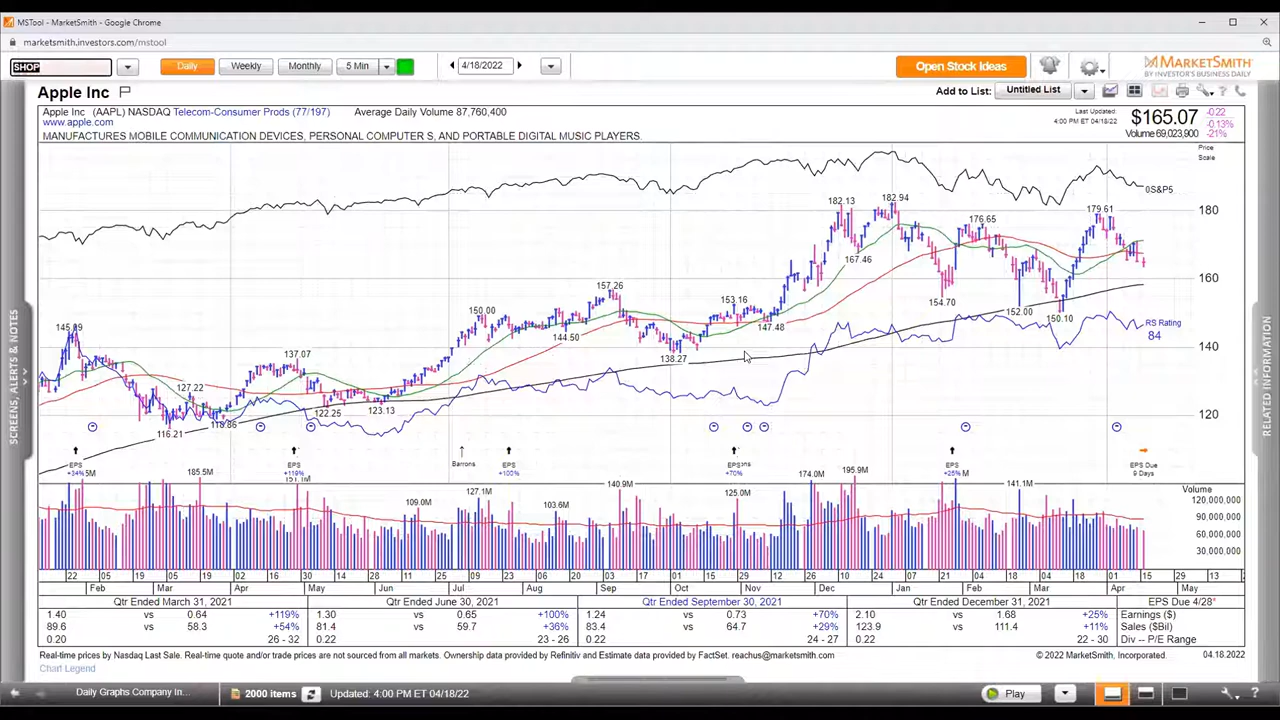 MSTool - MarketSmith - Google Chrome
marketsmith.investors.com/mstool
SHOP Daily Weekly Monthly 5 Min 4/18/2022 Open Stock Ideas MARKETSMITH
BY INVESTOR'S BUSINESS DAILY
Apple Inc Add to List: Untitled List
Apple Inc (AAPL) NASDAQ Telecom-Consumer Prods (77/197) Average Daily Volume 87,760,400
www.apple.com
MANUFACTURES MOBILE COMMUNICATION DEVICES, PERSONAL COMPUTER S, AND PORTABLE DIGITAL MUSIC PLAYERS.
Last Updated:
4:00 PM ET 04/18/22
$165.07 -0.22
-0.13%
Volume 69,023,900 -21%
Price
Scale
0S&P5
182.13 182.94 179.61 180
176.65
167.46 160
157.26 153.16 154.70
150.00 152.00 150.10
147.48 RS Rating
145.09 144.50 84
138.27 140
137.07
127.22
122.25 123.13 120
118.86
116.21
EPS +34% EPS +119% Barrons EPS +100% EPS +70% EPS +25% EPS Due
9 Days
185.5M 109.0M 127.1M 103.6M 140.9M 125.0M 174.0M 195.9M 141.1M
Volume
120,000,000
90,000,000
60,000,000
30,000,000
22 05 19 05 19 02 16 30 14 28 09 23 06 20 03 17 01 15 29 12 26 10 24 07 21 04 18 04 18 01 15 29 13 27
Feb Mar Apr May Jun Jul Aug Sep Oct Nov Dec Jan Feb Mar Apr May
Qtr Ended March 31, 2021 Qtr Ended June 30, 2021 Qtr Ended September 30, 2021 Qtr Ended December 31, 2021 EPS Due 4/28*
1.40 vs 0.64 +119% 1.30 vs 0.65 +100% 1.24 vs 0.73 +70% 2.10 vs 1.68 +25% Earnings ($)
89.6 vs 58.3 +54% 81.4 vs 59.7 +36% 83.4 vs 64.7 +29% 123.9 vs 111.4 +11% Sales ($Bil)
0.20 26 - 32 0.22 23 - 26 0.22 24 - 27 0.22 22 - 30 Div -- P/E Range
Real-time prices by Nasdaq Last Sale. Real-time quote and/or trade prices are not sourced from all markets. Ownership data provided by Refinitiv and Estimate data provided by FactSet. reachus@marketsmith.com © 2022 MarketSmith, Incorporated. 04.18.2022
Chart Legend
Daily Graphs Company In... 2000 items Updated: 4:00 PM ET 04/18/22 Play
SCREENS, ALERTS & NOTES
RELATED INFORMATION